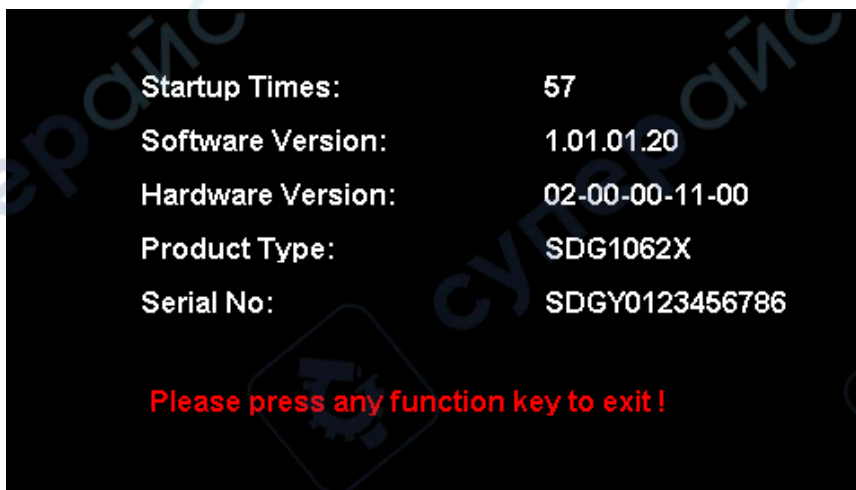 Startup Times: 57
Software Version: 1.01.01.20
Hardware Version: 02-00-00-11-00
Product Type: SDG1062X
Serial No: SDGY0123456786
Please press any function key to exit !
суперайс